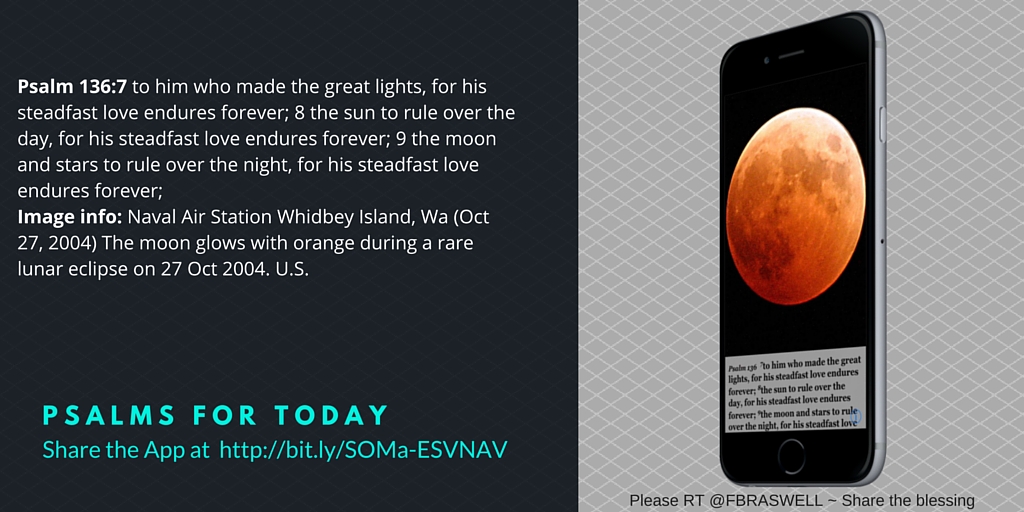 Psalm 136:7 to him who made the great lights, for his
steadfast love endures forever; 8 the sun to rule over the
day, for his steadfast love endures forever; 9 the moon
and stars to rule over the night, for his steadfast love
endures forever;
Image info: Naval Air Station Whidbey Island, Wa (Oct
27, 2004) The moon glows with orange during a rare
lunar eclipse on 27 Oct 2004. U.S.
PSALMS FOR TODAY
Share the App at http://bit.ly/SOMa-ESVNAV
Psalm 136 ⁷to him who made the great
lights, for his steadfast love endures
forever; ⁸the sun to rule over the
day, for his steadfast love endures
forever; ⁹the moon and stars to rule
over the night, for his steadfast love
Please RT @FBRASWELL ~ Share the blessing